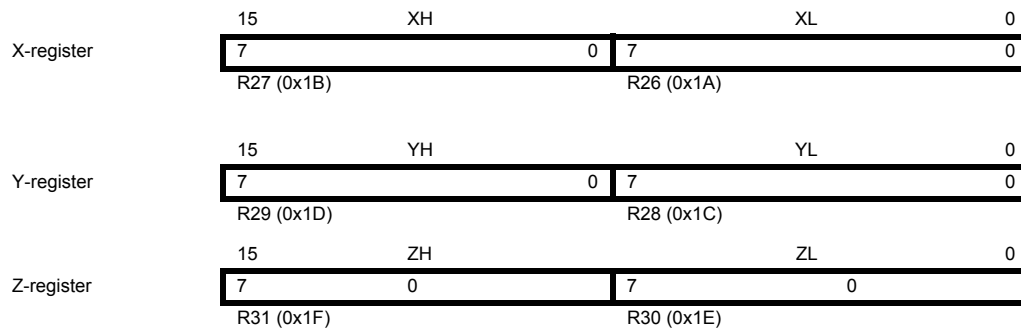 15 XH XL 0
X-register 7 0 7 0
R27 (0x1B) R26 (0x1A)
15 YH YL 0
Y-register 7 0 7 0
R29 (0x1D) R28 (0x1C)
15 ZH ZL 0
Z-register 7 0 7 0
R31 (0x1F) R30 (0x1E)